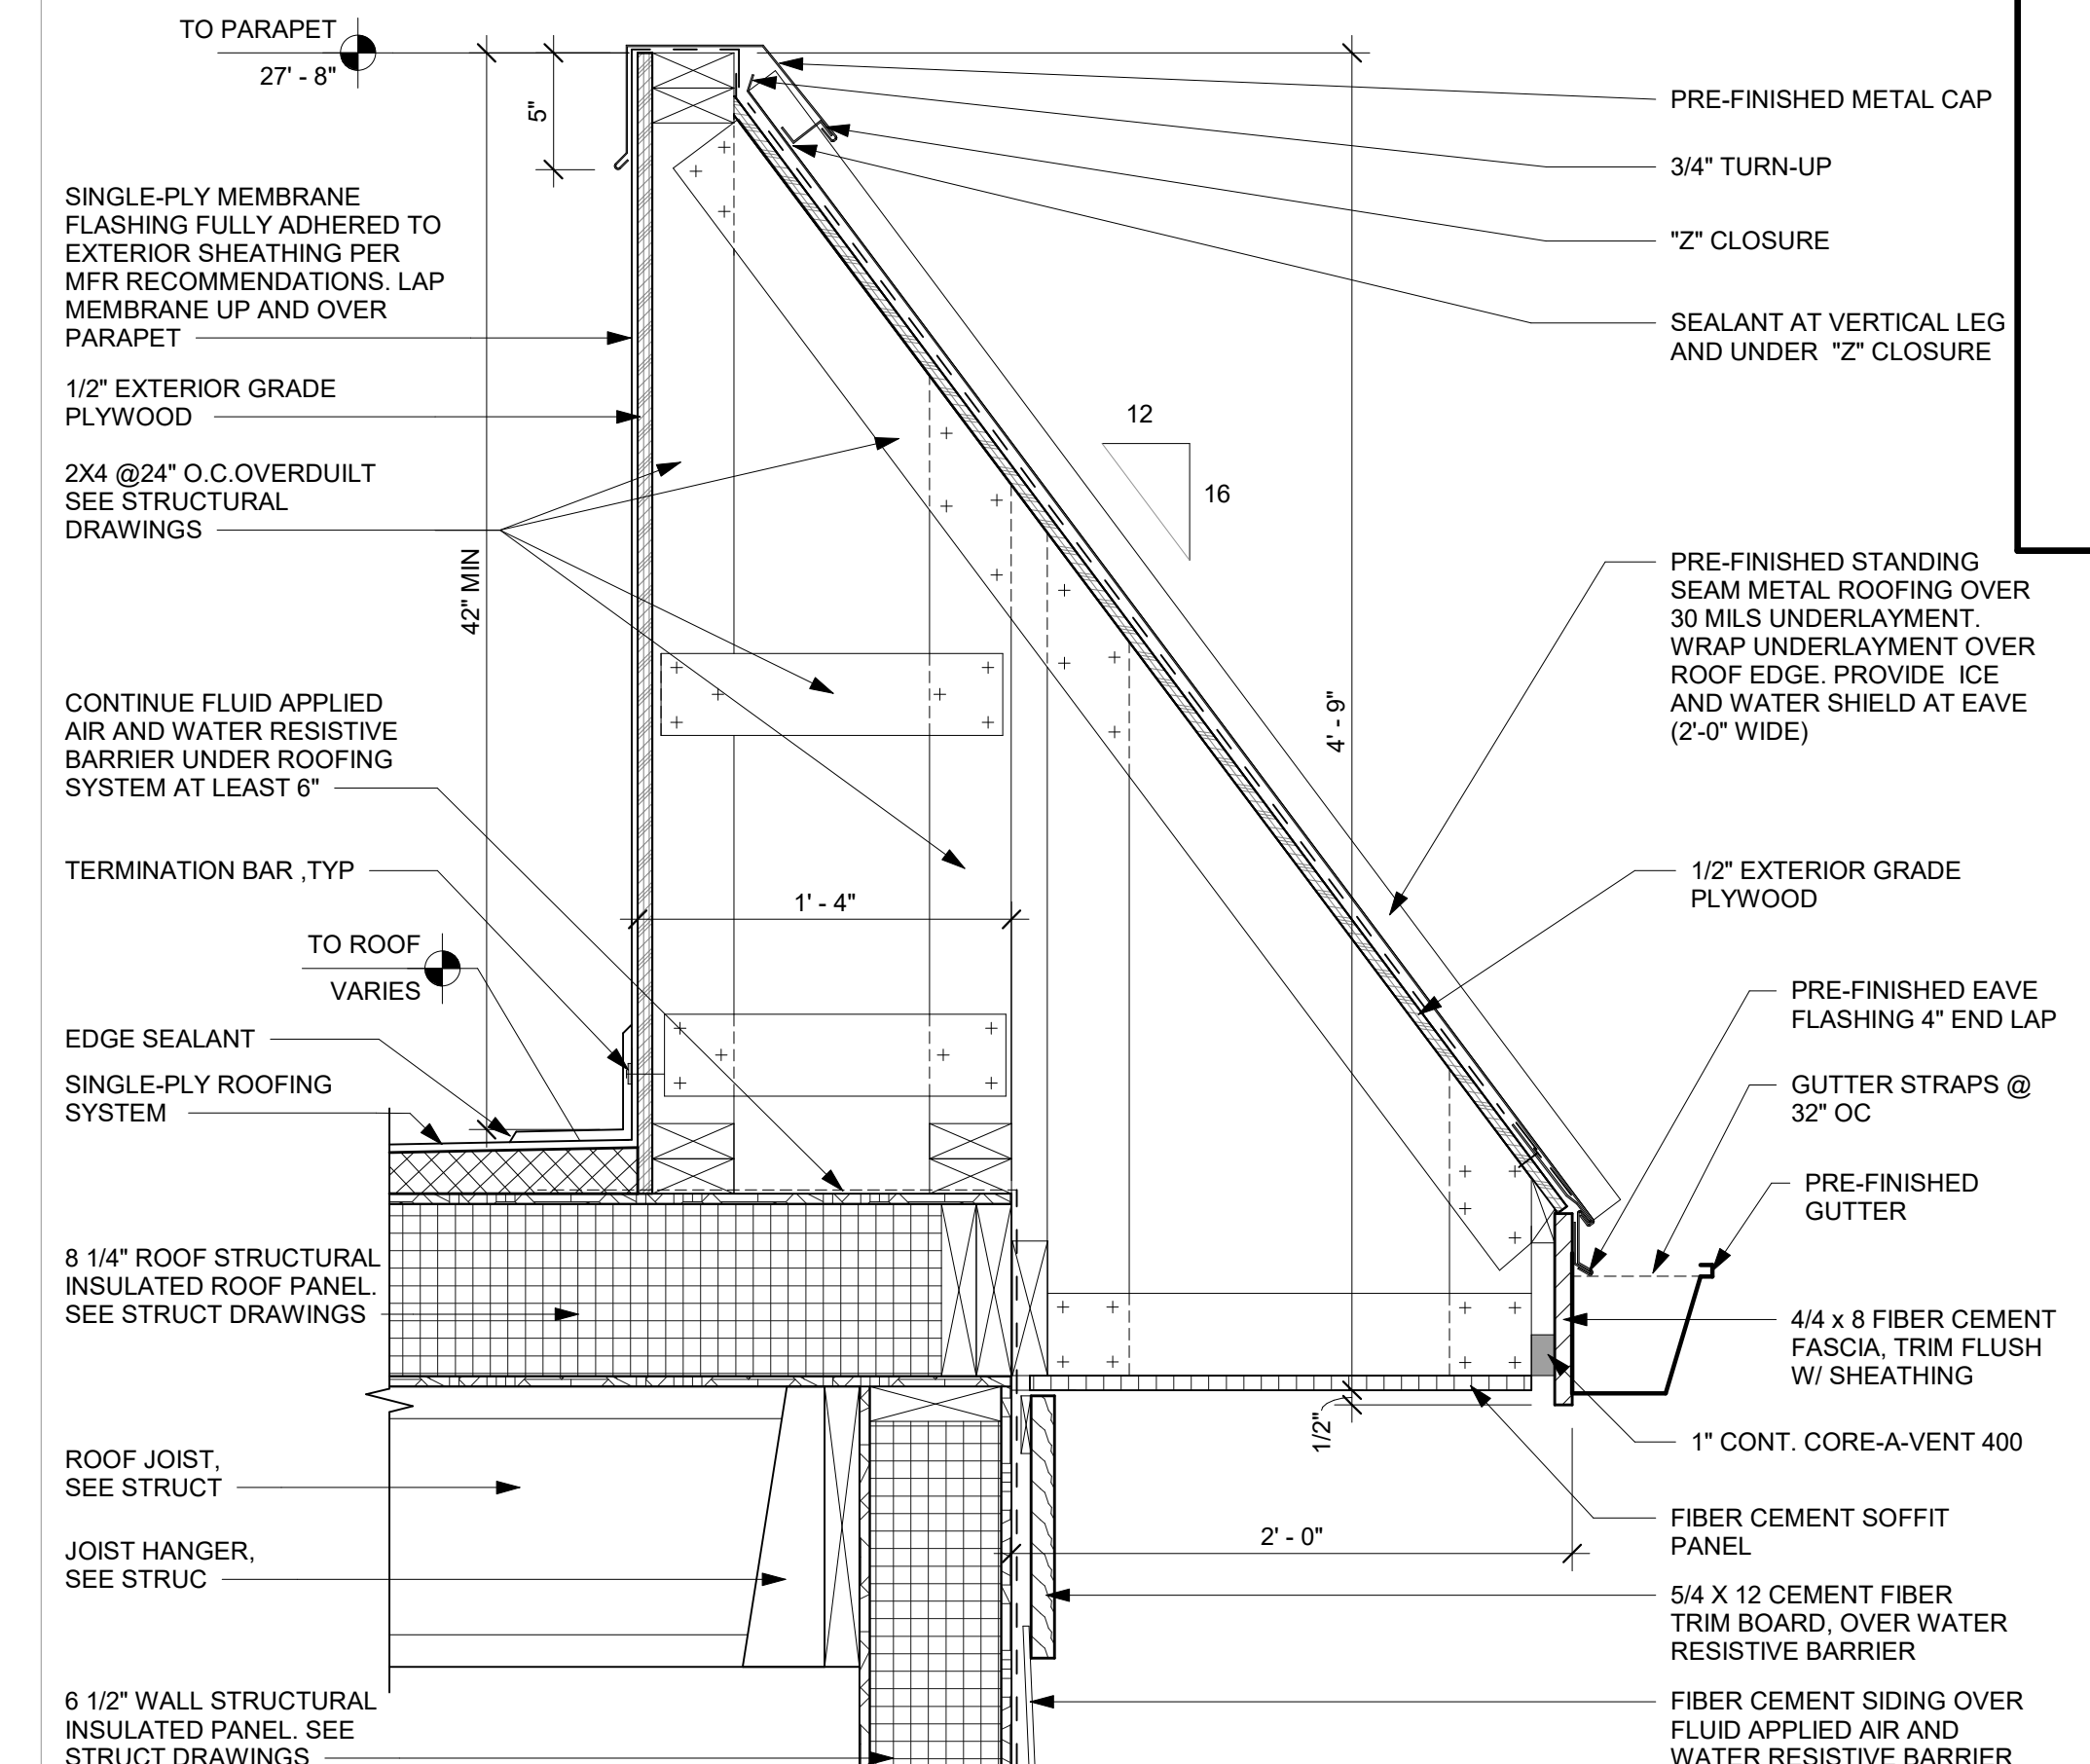 TO PARAPET
27' - 8"
5"
SINGLE-PLY MEMBRANE
FLASHING FULLY ADHERED TO
EXTERIOR SHEATHING PER
MFR RECOMMENDATIONS. LAP
MEMBRANE UP AND OVER
PARAPET
1/2" EXTERIOR GRADE
PLYWOOD
2X4 @24" O.C.OVERDUILT
SEE STRUCTURAL
DRAWINGS
42" MIN
CONTINUE FLUID APPLIED
AIR AND WATER RESISTIVE
BARRIER UNDER ROOFING
SYSTEM AT LEAST 6"
TERMINATION BAR ,TYP
TO ROOF
VARIES
EDGE SEALANT
SINGLE-PLY ROOFING
SYSTEM
8 1/4" ROOF STRUCTURAL
INSULATED ROOF PANEL.
SEE STRUCT DRAWINGS
ROOF JOIST,
SEE STRUCT
JOIST HANGER,
SEE STRUC
6 1/2" WALL STRUCTURAL
INSULATED PANEL. SEE
STRUCT DRAWINGS
1' - 4"
12
16
4' - 9"
1/2"
2' - 0"
PRE-FINISHED METAL CAP
3/4" TURN-UP
"Z" CLOSURE
SEALANT AT VERTICAL LEG
AND UNDER "Z" CLOSURE
PRE-FINISHED STANDING
SEAM METAL ROOFING OVER
30 MILS UNDERLAYMENT.
WRAP UNDERLAYMENT OVER
ROOF EDGE. PROVIDE ICE
AND WATER SHIELD AT EAVE
(2'-0" WIDE)
1/2" EXTERIOR GRADE
PLYWOOD
PRE-FINISHED EAVE
FLASHING 4" END LAP
GUTTER STRAPS @
32" OC
PRE-FINISHED
GUTTER
4/4 x 8 FIBER CEMENT
FASCIA, TRIM FLUSH
W/ SHEATHING
1" CONT. CORE-A-VENT 400
FIBER CEMENT SOFFIT
PANEL
5/4 X 12 CEMENT FIBER
TRIM BOARD, OVER WATER
RESISTIVE BARRIER
FIBER CEMENT SIDING OVER
FLUID APPLIED AIR AND
WATER RESISTIVE BARRIER